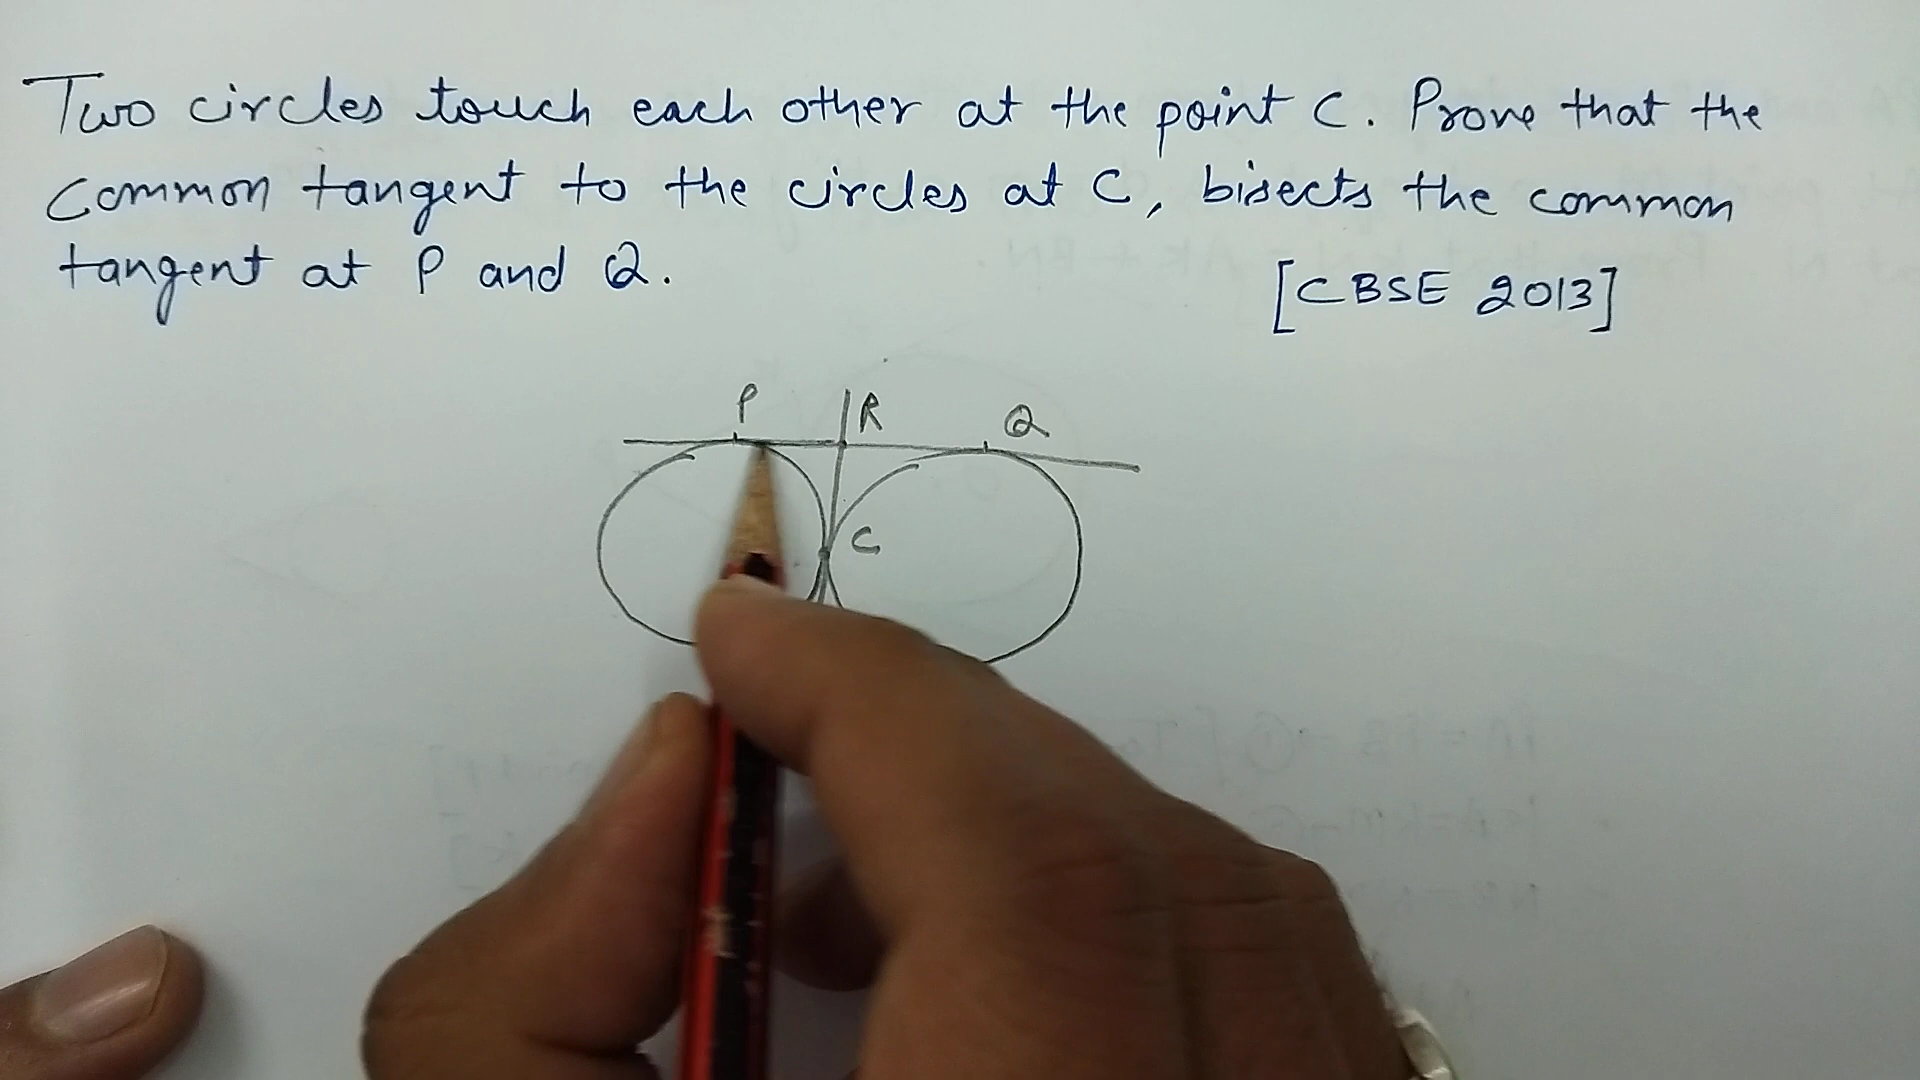 Two circles touch each other at the point C. Prove that the
common tangent to the circles at C, bisects the common
tangent at P and Q.
[CBSE 2013]
P R Q
C